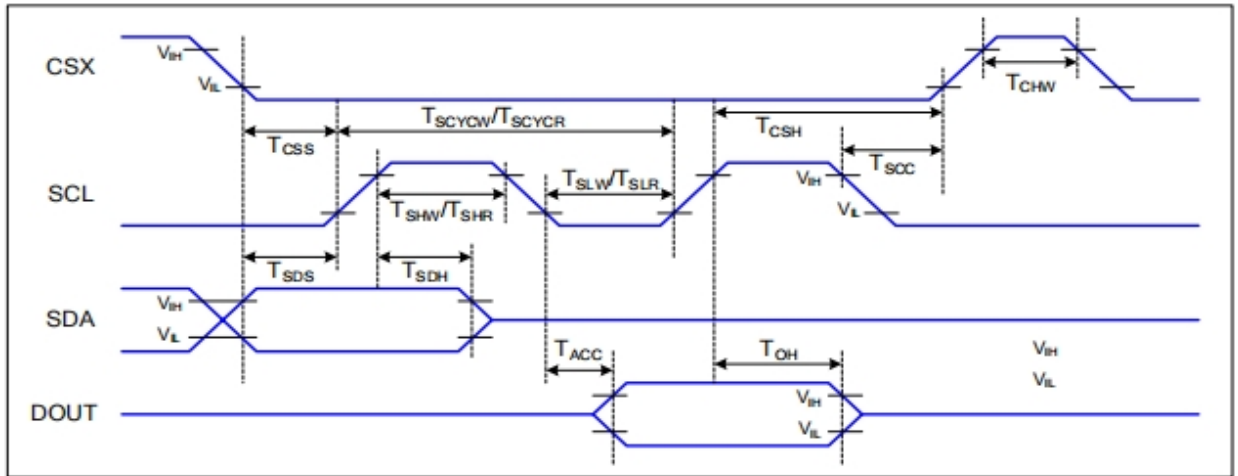 CSX
VIH
VIL
TCHW
TSCYCW/TSCYCR
TCSS
TCSH
TSCC
SCL
TSLW/TSLR
VIH
TSHW/TSHR
VIL
TSDS
TSDH
SDA
VIH
VIL
TACC
TOH
VIH
VIL
DOUT
VIH
VIL